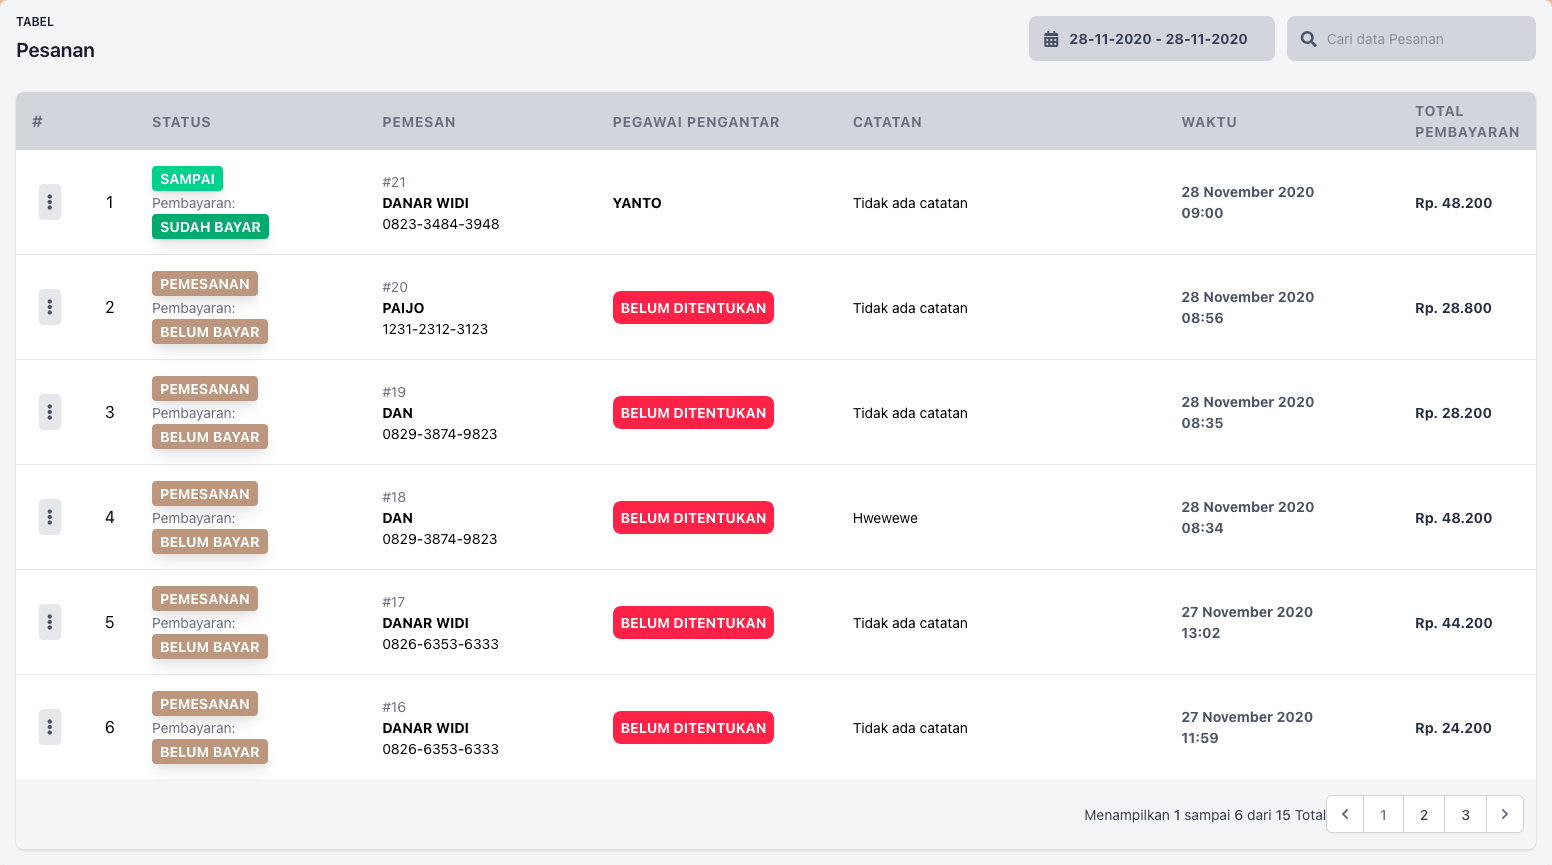 TABEL
Pesanan
28-11-2020 - 28-11-2020
Cari data Pesanan
# STATUS PEMESAN PEGAWAI PENGANTAR CATATAN WAKTU TOTAL PEMBAYARAN
1
SAMPAI
Pembayaran:
SUDAH BAYAR
#21
DANAR WIDI
0823-3484-3948
YANTO
Tidak ada catatan
28 November 2020
09:00
Rp. 48.200
2
PEMESANAN
Pembayaran:
BELUM BAYAR
#20
PAIJO
1231-2312-3123
BELUM DITENTUKAN
Tidak ada catatan
28 November 2020
08:56
Rp. 28.800
3
PEMESANAN
Pembayaran:
BELUM BAYAR
#19
DAN
0829-3874-9823
BELUM DITENTUKAN
Tidak ada catatan
28 November 2020
08:35
Rp. 28.200
4
PEMESANAN
Pembayaran:
BELUM BAYAR
#18
DAN
0829-3874-9823
BELUM DITENTUKAN
Hwewewe
28 November 2020
08:34
Rp. 48.200
5
PEMESANAN
Pembayaran:
BELUM BAYAR
#17
DANAR WIDI
0826-6353-6333
BELUM DITENTUKAN
Tidak ada catatan
27 November 2020
13:02
Rp. 44.200
6
PEMESANAN
Pembayaran:
BELUM BAYAR
#16
DANAR WIDI
0826-6353-6333
BELUM DITENTUKAN
Tidak ada catatan
27 November 2020
11:59
Rp. 24.200
Menampilkan 1 sampai 6 dari 15 Total
1 2 3